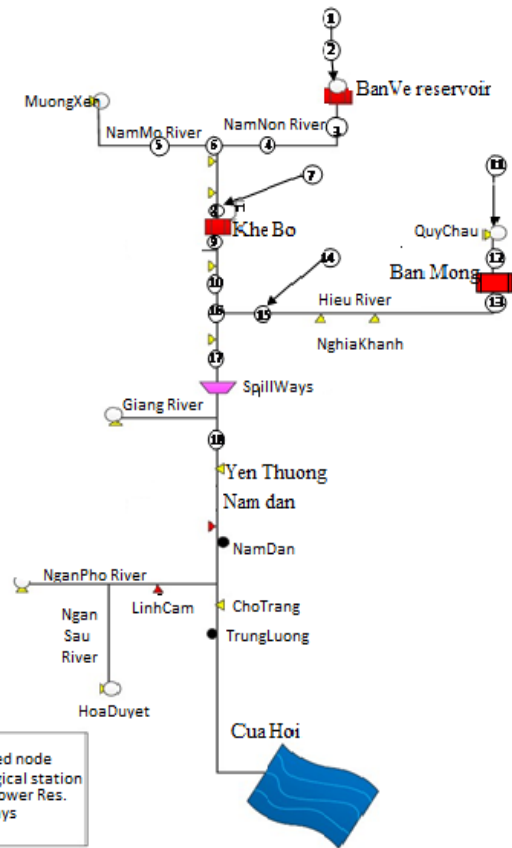 1
2
BanVe reservoir
MuongXen
NamMo River
NamNon River
3
5
6
4
7
8
Khe Bo
9
10
11
QuyChau
12
Ban Mong
13
14
Hieu River
16
15
NghiaKhanh
17
SpillWays
Giang River
18
Yen Thuong
Nam dan
NamDan
NganPho River
LinhCam
ChoTrang
Ngan
Sau
River
TrungLuong
HoaDuyet
Cua Hoi
ed node
gical station
ower Res.
ys